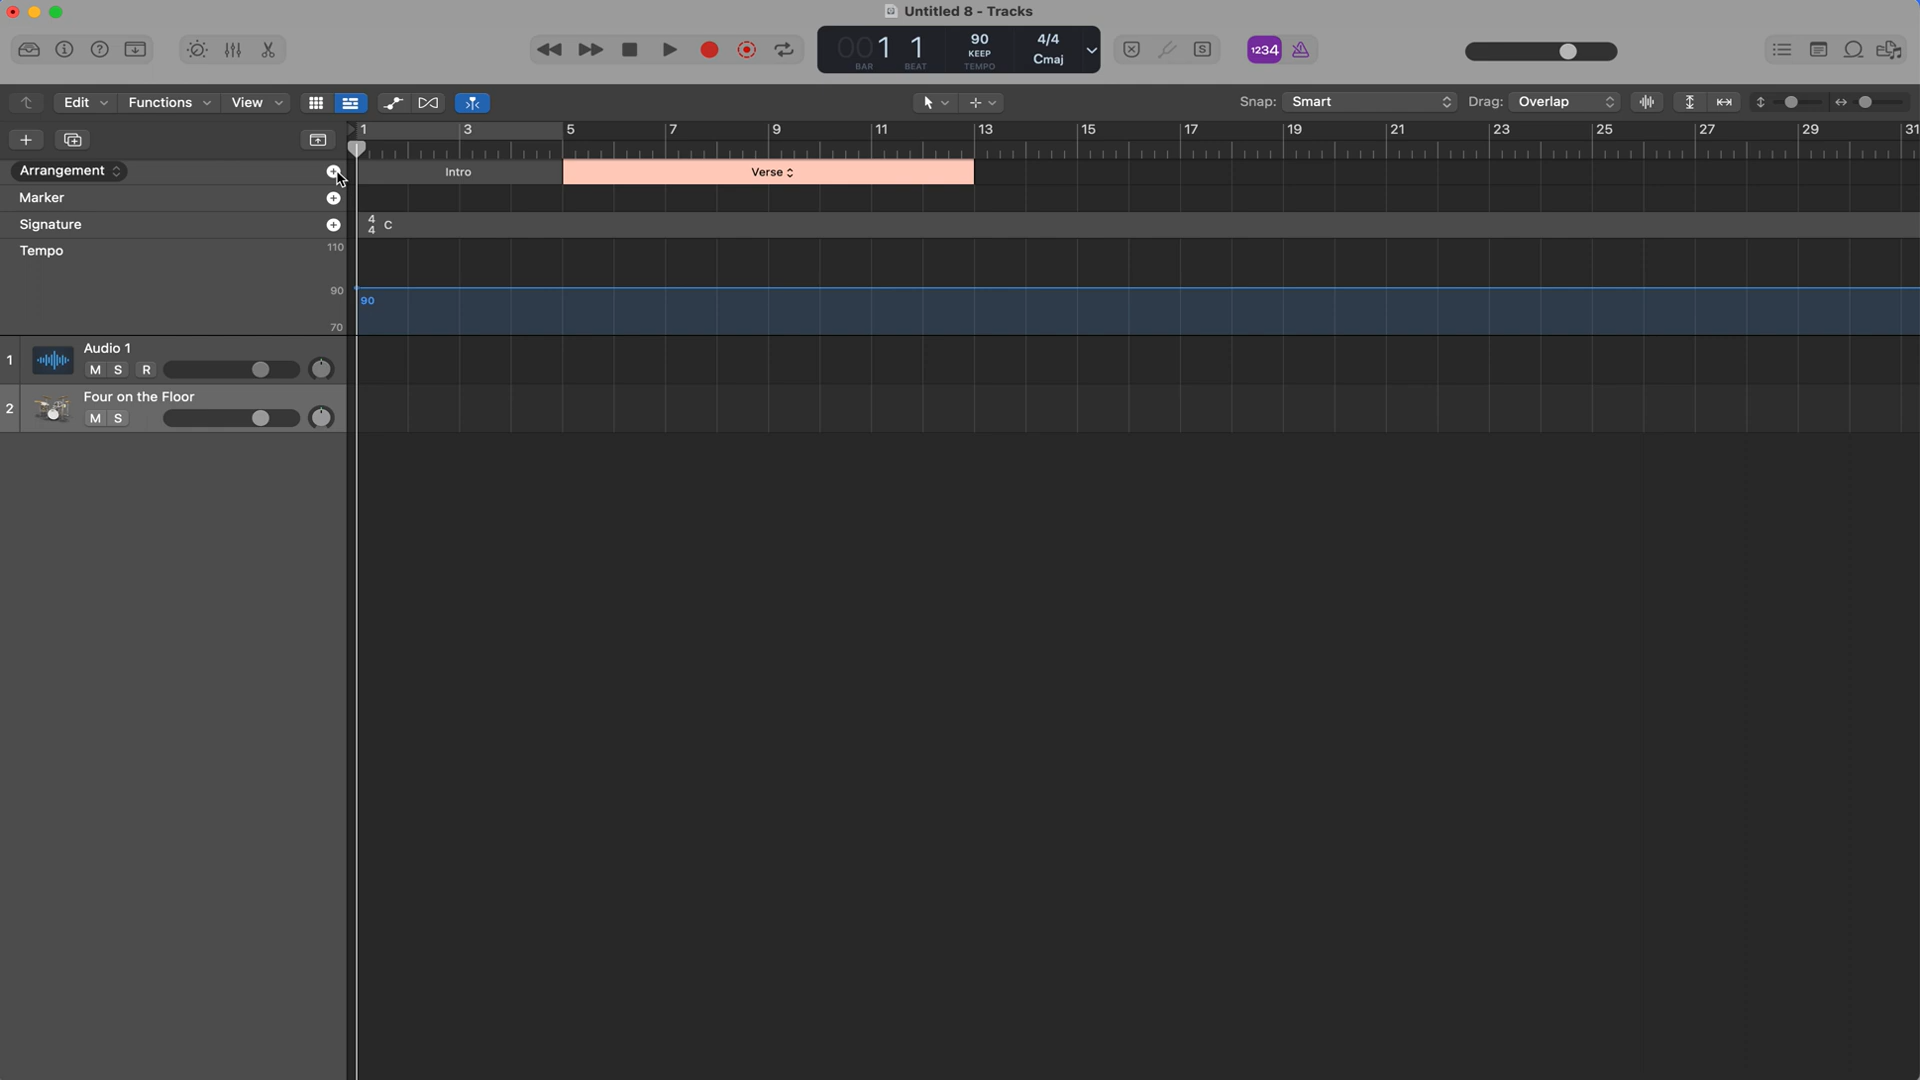 Untitled 8 - Tracks
001 1 90 4/4
KEEP Cmaj
BAR BEAT TEMPO
1234
S
Edit Functions View Snap: Smart Drag: Overlap
1 3 5 7 9 11 13 15 17 19 21 23 25 27 29 31
Arrangement Intro Verse
Marker
Signature 4 4 C
Tempo 110
90 90
70
1 Audio 1
M S R
2 Four on the Floor
M S